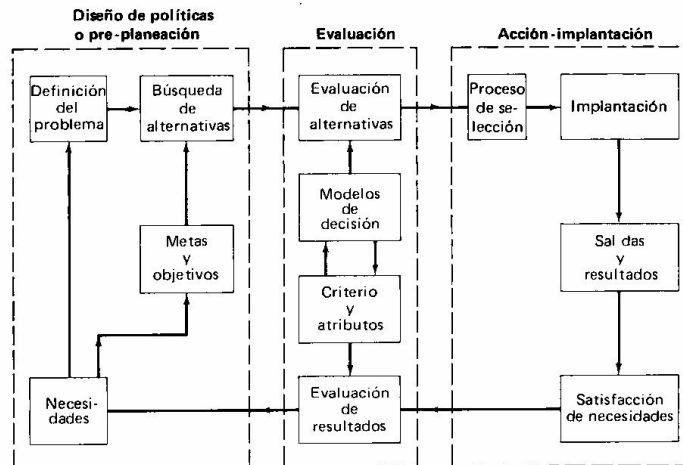 Diseño de políticas
o pre-planeación
Evaluación
Acción-implantación
Definición
del
problema
Búsqueda
de
alternativas
Evaluación
de
alternativas
Proceso
de se-
lección
Implantación
Modelos
de
decisión
Metas
y
objetivos
Sal das
y
resultados
Criterio
y
atributos
Necesi-
dades
Evaluación
de
resultados
Satisfacción
de necesidades